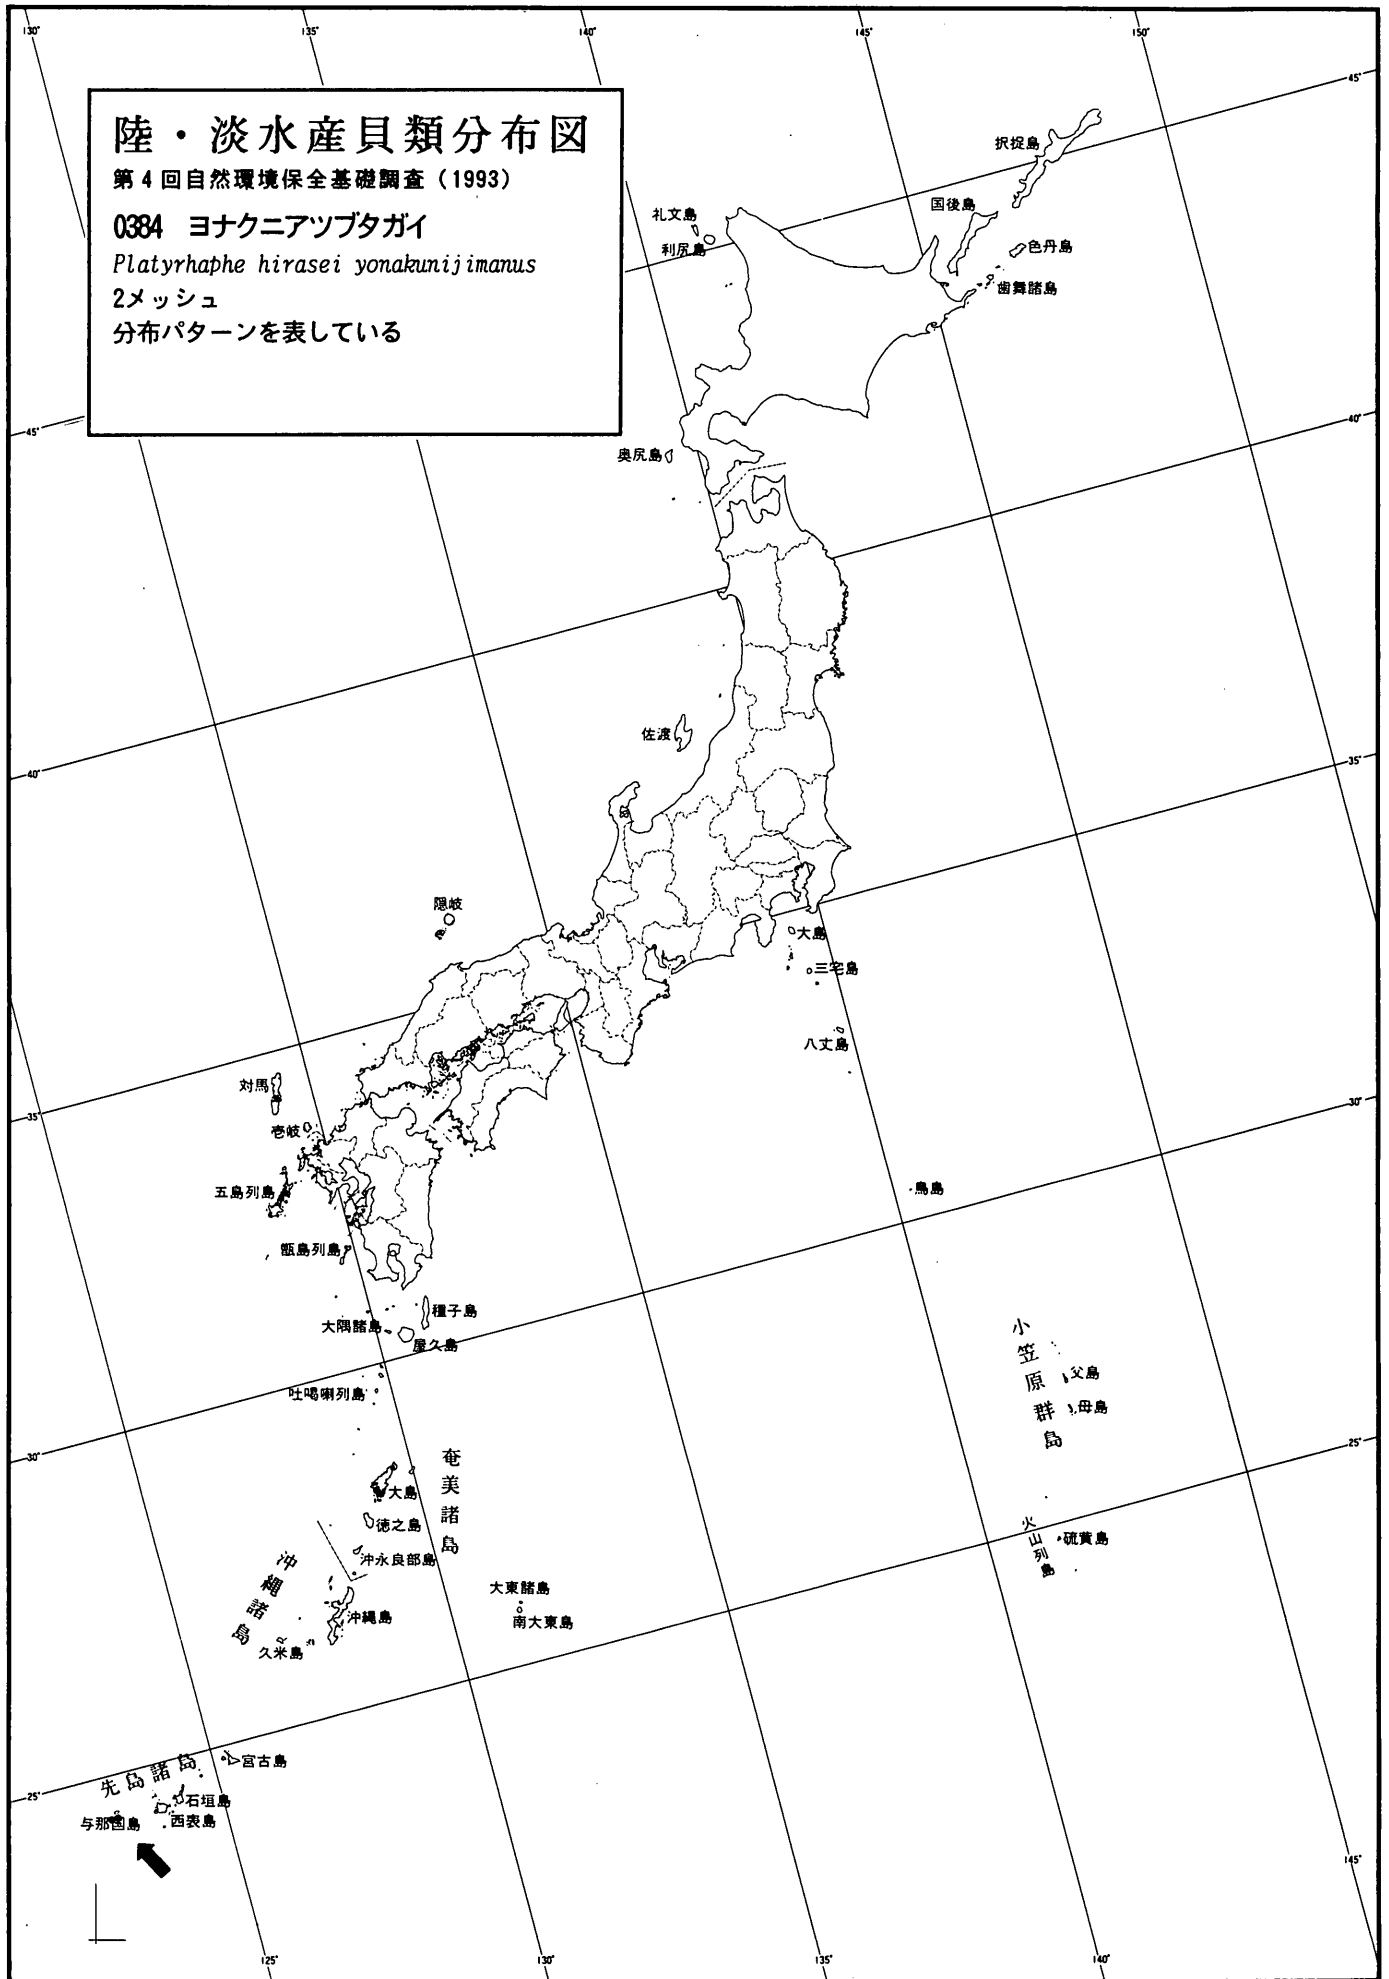 130°
135°
140°
145°
150°
陸・淡水産貝類分布図
第4回自然環境保全基礎調査（1993）
0384 ヨナクニアツブタガイ
Platyrhaphe hirasei yonakunijimanus
2メッシュ
分布パターンを表している
45°
択捉島
国後島
色丹島
歯舞諸島
礼文島
利尻島
45°
40°
奥尻島
佐渡
40°
35°
隠岐
大島
三宅島
八丈島
対馬
壱岐
35°
30°
五島列島
甑島列島
鳥島
種子島
大隅諸島
屋久島
吐噶喇列島
小笠原群島
父島
母島
30°
25°
奄美諸島
大島
徳之島
沖永良部島
火山列島
硫黄島
沖縄諸島
沖縄島
久米島
大東諸島
南大東島
先島諸島
宮古島
石垣島
西表島
与那国島
25°
145°
125°
130°
135°
140°